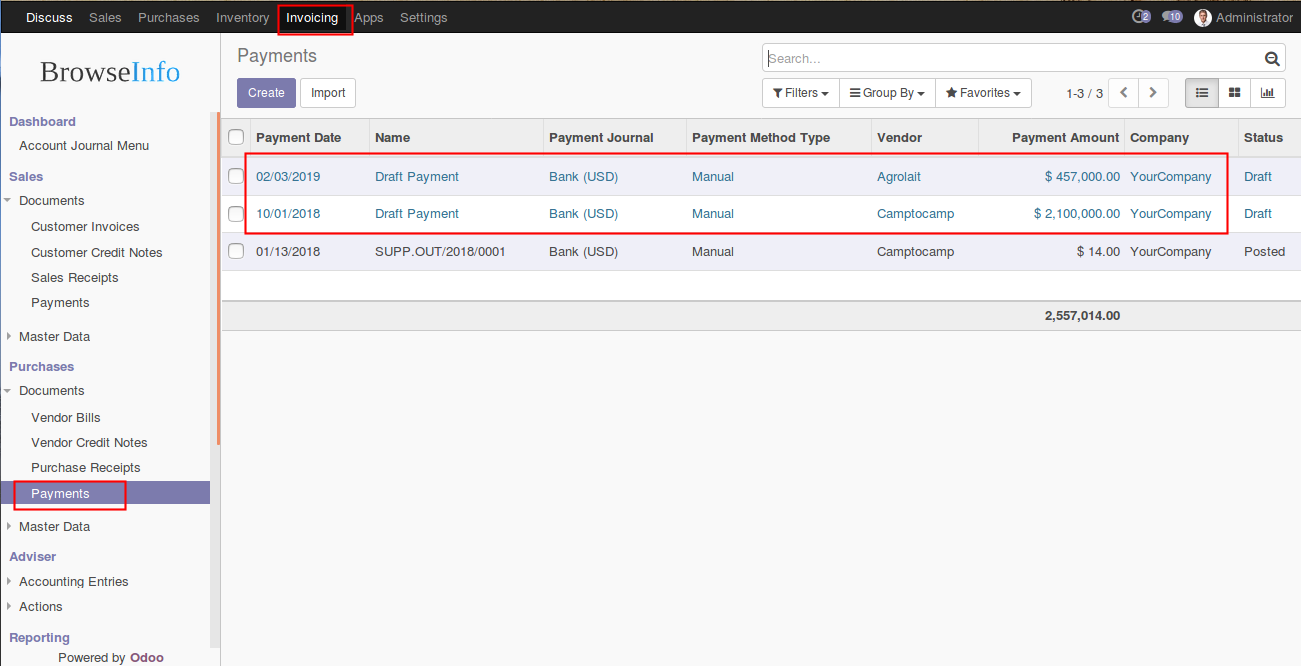 Discuss Sales Purchases Inventory Invoicing Apps Settings 2 10 Administrator
BrowseInfo
Dashboard
Account Journal Menu
Sales
Documents
Customer Invoices
Customer Credit Notes
Sales Receipts
Payments
Master Data
Purchases
Documents
Vendor Bills
Vendor Credit Notes
Purchase Receipts
Payments
Master Data
Adviser
Accounting Entries
Actions
Reporting
Powered by Odoo
Payments
Search...
Create Import
Filters Group By Favorites 1-3 / 3
Payment Date Name Payment Journal Payment Method Type Vendor Payment Amount Company Status
02/03/2019 Draft Payment Bank (USD) Manual Agrolait $ 457,000.00 YourCompany Draft
10/01/2018 Draft Payment Bank (USD) Manual Camptocamp $ 2,100,000.00 YourCompany Draft
01/13/2018 SUPP.OUT/2018/0001 Bank (USD) Manual Camptocamp $ 14.00 YourCompany Posted
2,557,014.00